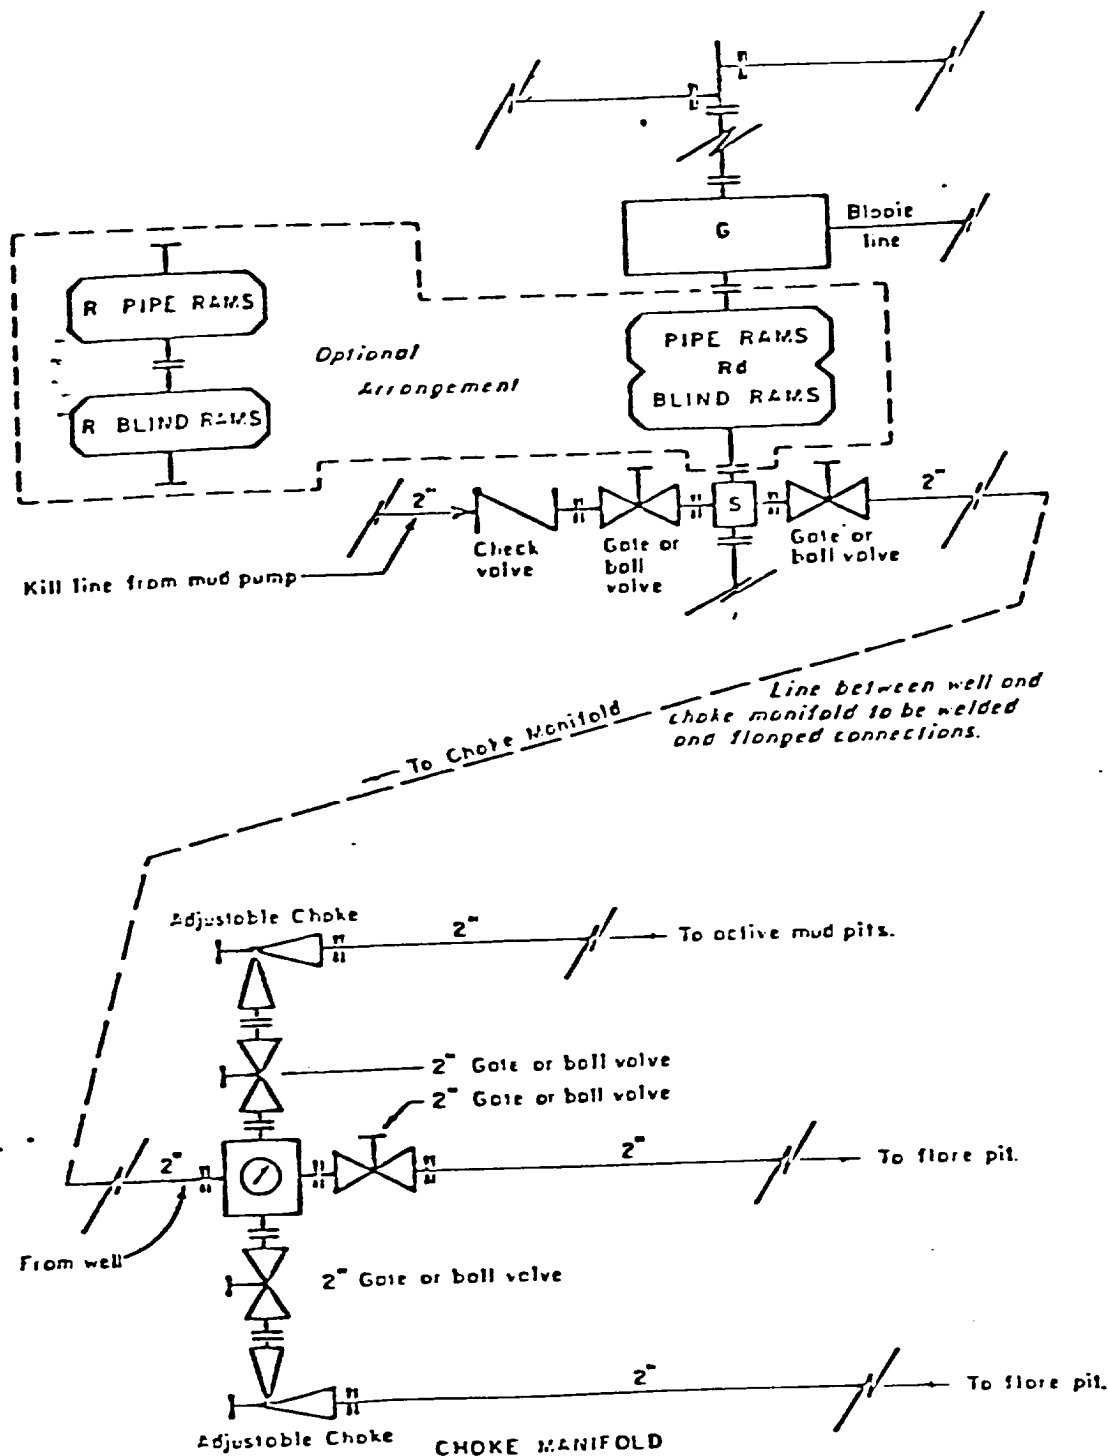 G
Blooie
line
R PIPE RAMS
R BLIND RAMS
Optional
Arrangement
PIPE RAMS
Rd
BLIND RAMS
2"
S
2"
Check
valve
Gate or
ball
valve
Gate or
ball valve
Kill line from mud pump
Line between well and
choke manifold to be welded
and flanged connections.
To Choke Manifold
Adjustable Choke
2"
To active mud pits.
2" Gate or ball valve
2" Gate or ball valve
2"
2"
To flare pit.
From well
2" Gate or ball valve
2"
To flare pit.
Adjustable Choke
CHOKE MANIFOLD